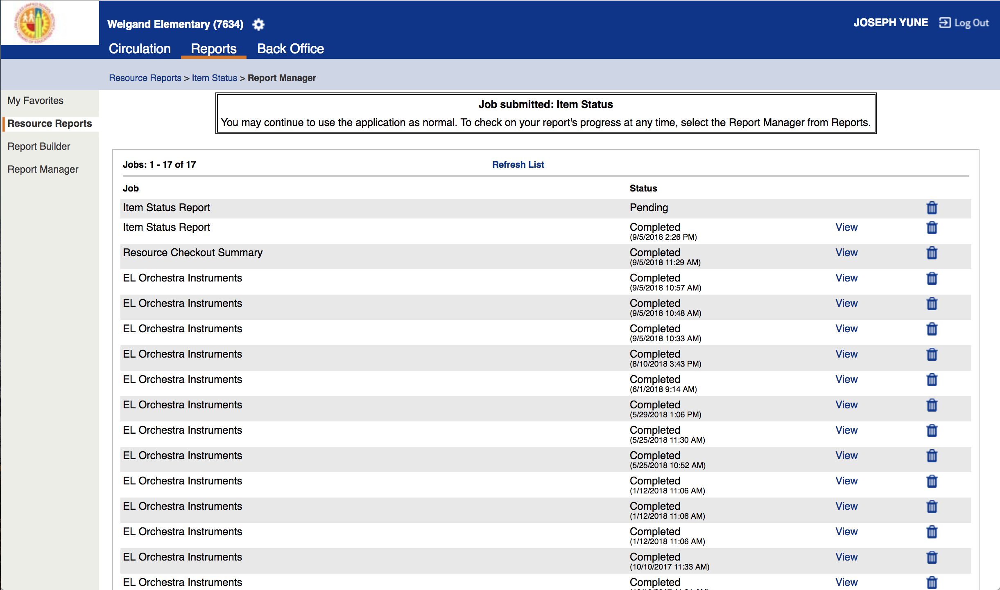 Weigand Elementary (7634)
JOSEPH YUNE
Log Out
Circulation Reports Back Office
Resource Reports > Item Status > Report Manager
My Favorites
Resource Reports
Report Builder
Report Manager
Job submitted: Item Status
You may continue to use the application as normal. To check on your report's progress at any time, select the Report Manager from Reports.
Jobs: 1 - 17 of 17 Refresh List
Job Status
Item Status Report Pending
Item Status Report Completed View
(9/5/2018 2:26 PM)
Resource Checkout Summary Completed View
(9/5/2018 11:29 AM)
EL Orchestra Instruments Completed View
(9/5/2018 10:57 AM)
EL Orchestra Instruments Completed View
(9/5/2018 10:48 AM)
EL Orchestra Instruments Completed View
(9/5/2018 10:33 AM)
EL Orchestra Instruments Completed View
(8/10/2018 3:43 PM)
EL Orchestra Instruments Completed View
(6/1/2018 9:14 AM)
EL Orchestra Instruments Completed View
(5/29/2018 1:06 PM)
EL Orchestra Instruments Completed View
(5/25/2018 11:30 AM)
EL Orchestra Instruments Completed View
(5/25/2018 10:52 AM)
EL Orchestra Instruments Completed View
(1/12/2018 11:06 AM)
EL Orchestra Instruments Completed View
(1/12/2018 11:06 AM)
EL Orchestra Instruments Completed View
(1/12/2018 11:06 AM)
EL Orchestra Instruments Completed View
(10/10/2017 11:33 AM)
EL Orchestra Instruments Completed View